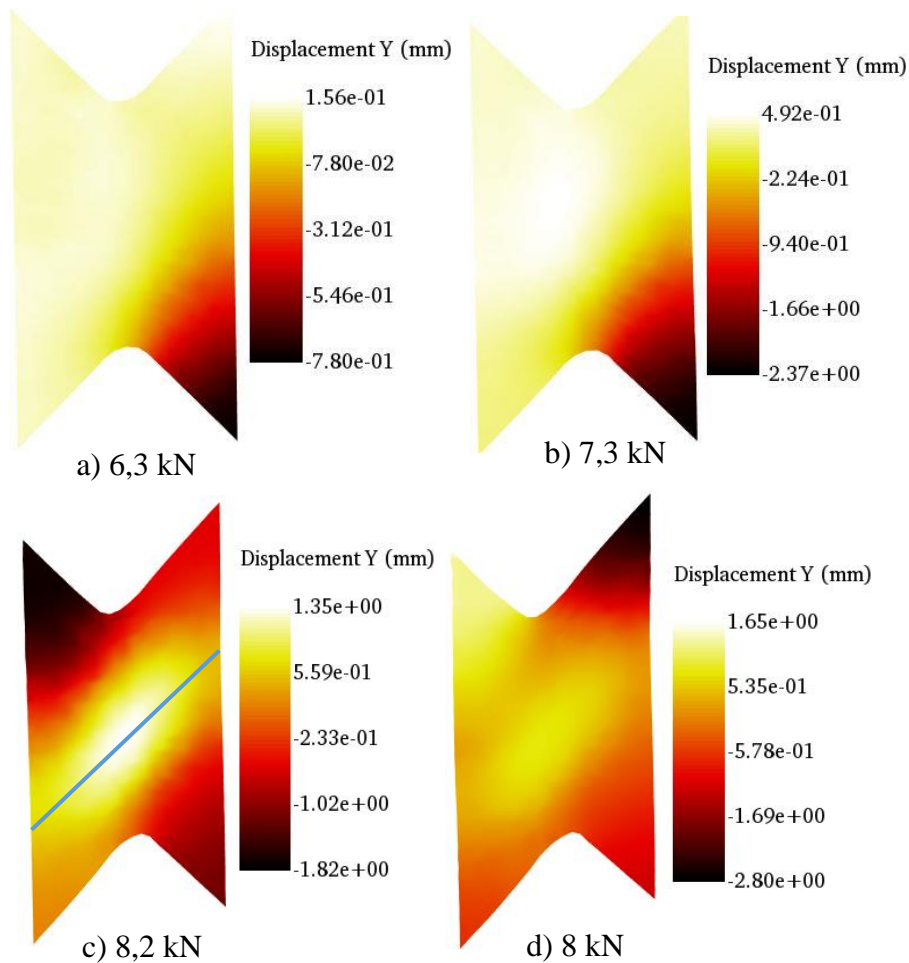 Displacement Y (mm)
1.56e-01
-7.80e-02
-3.12e-01
-5.46e-01
-7.80e-01
a) 6,3 kN
Displacement Y (mm)
4.92e-01
-2.24e-01
-9.40e-01
-1.66e+00
-2.37e+00
b) 7,3 kN
Displacement Y (mm)
1.35e+00
5.59e-01
-2.33e-01
-1.02e+00
-1.82e+00
c) 8,2 kN
Displacement Y (mm)
1.65e+00
5.35e-01
-5.78e-01
-1.69e+00
-2.80e+00
d) 8 kN